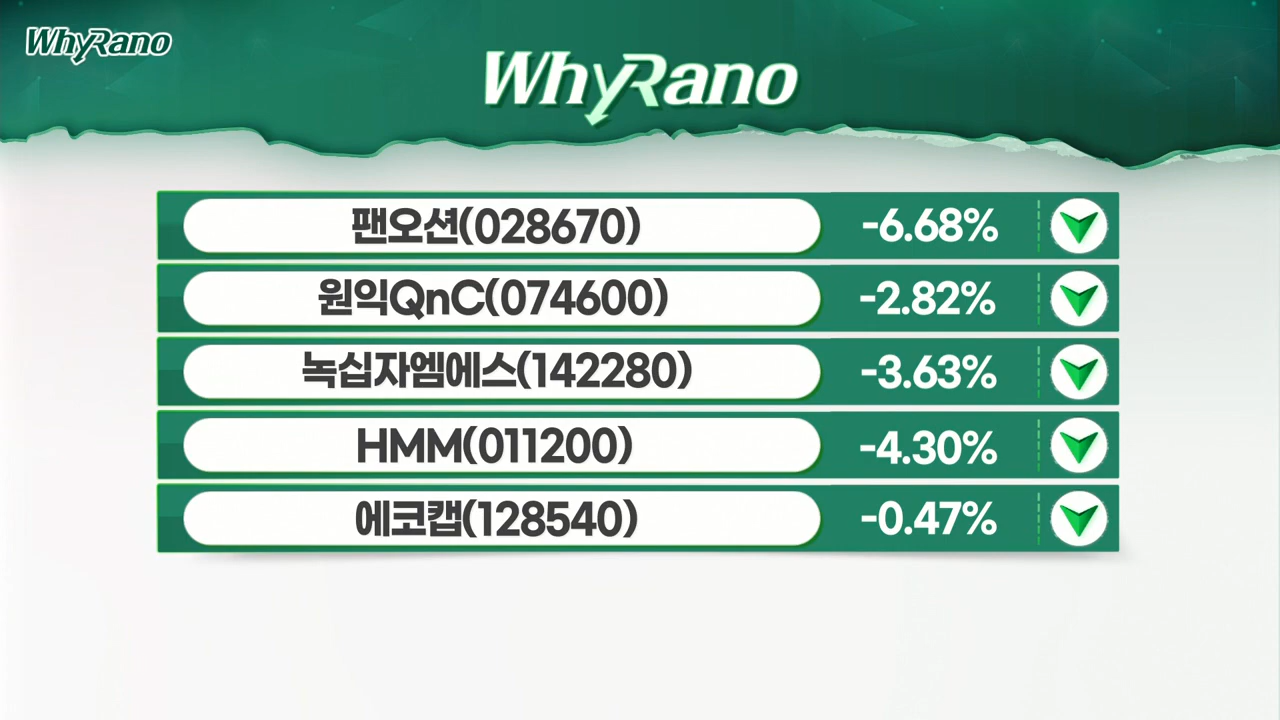 WhyRano
WhyRano
팬오션(028670) -6.68%
원익QnC(074600) -2.82%
녹십자엠에스(142280) -3.63%
HMM(011200) -4.30%
에코캡(128540) -0.47%